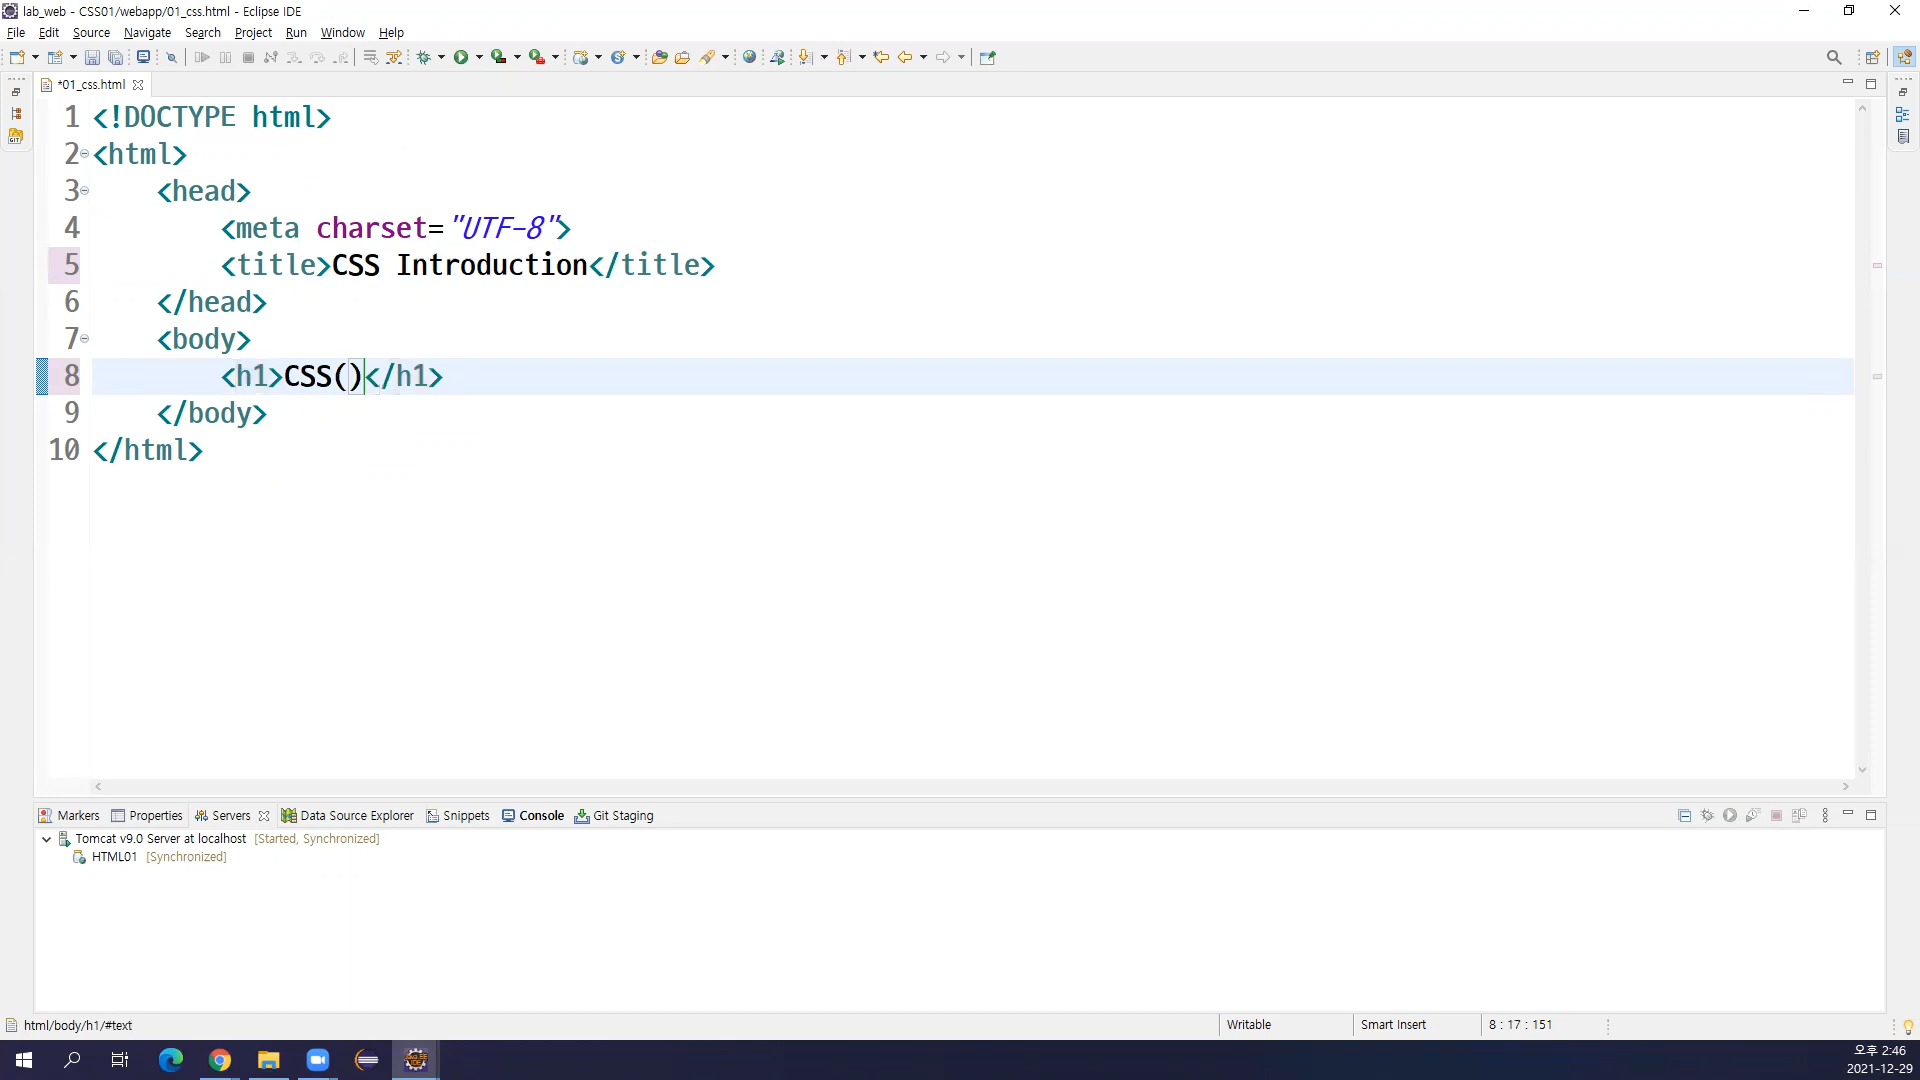 lab_web - CSS01/webapp/01_css.html - Eclipse IDE
File Edit Source Navigate Search Project Run Window Help
*01_css.html
1 <!DOCTYPE html>
2 <html>
3 <head>
4 <meta charset="UTF-8">
5 <title>CSS Introduction</title>
6 </head>
7 <body>
8 <h1>CSS()</h1>
9 </body>
10 </html>
Markers Properties Servers Data Source Explorer Snippets Console Git Staging
Tomcat v9.0 Server at localhost [Started, Synchronized]
HTML01 [Synchronized]
html/body/h1/#text Writable Smart Insert 8 : 17 : 151
오후 2:46
2021-12-29